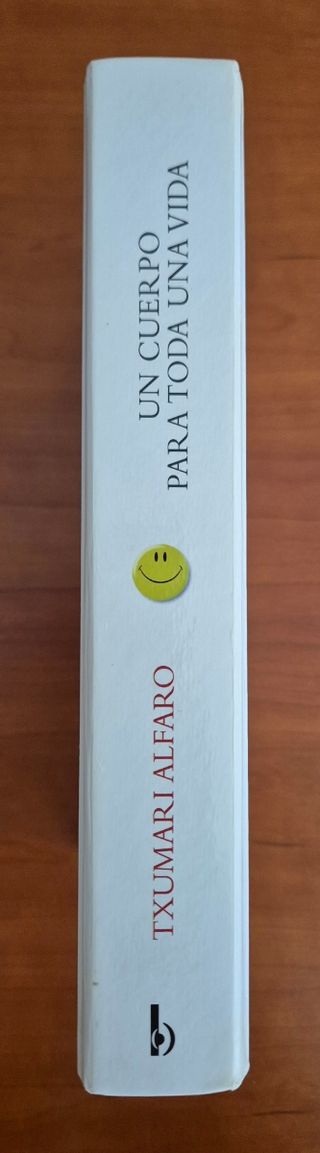 TXUMARI ALFARO
UN CUERPO
PARA TODA UNA VIDA